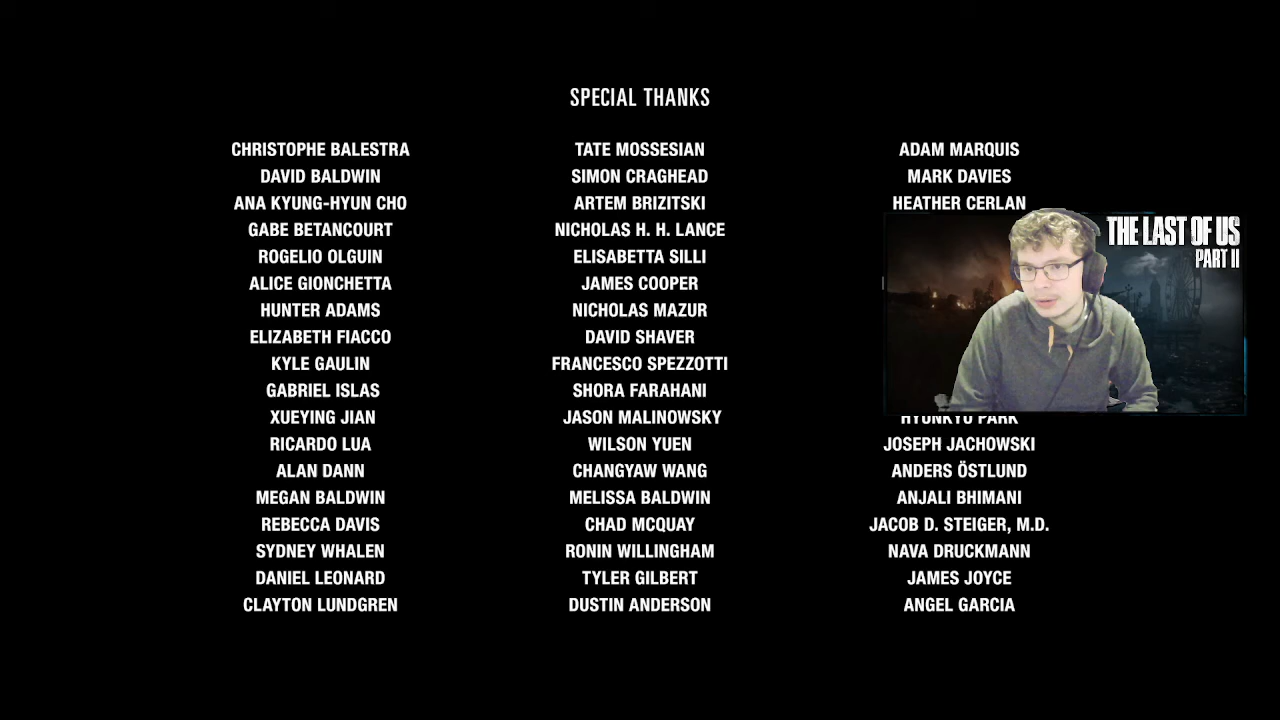 SPECIAL THANKS
CHRISTOPHE BALESTRA
DAVID BALDWIN
ANA KYUNG-HYUN CHO
GABE BETANCOURT
ROGELIO OLGUIN
ALICE GIONCHETTA
HUNTER ADAMS
ELIZABETH FIACCO
KYLE GAULIN
GABRIEL ISLAS
XUEYING JIAN
RICARDO LUA
ALAN DANN
MEGAN BALDWIN
REBECCA DAVIS
SYDNEY WHALEN
DANIEL LEONARD
CLAYTON LUNDGREN
TATE MOSSESIAN
SIMON CRAGHEAD
ARTEM BRIZITSKI
NICHOLAS H. H. LANCE
ELISABETTA SILLI
JAMES COOPER
NICHOLAS MAZUR
DAVID SHAVER
FRANCESCO SPEZZOTTI
SHORA FARAHANI
JASON MALINOWSKY
WILSON YUEN
CHANGYAW WANG
MELISSA BALDWIN
CHAD MCQUAY
RONIN WILLINGHAM
TYLER GILBERT
DUSTIN ANDERSON
ADAM MARQUIS
MARK DAVIES
HEATHER CERLAN
THE LAST OF US
PART II
HYUNKYU PARK
JOSEPH JACHOWSKI
ANDERS ÖSTLUND
ANJALI BHIMANI
JACOB D. STEIGER, M.D.
NAVA DRUCKMANN
JAMES JOYCE
ANGEL GARCIA